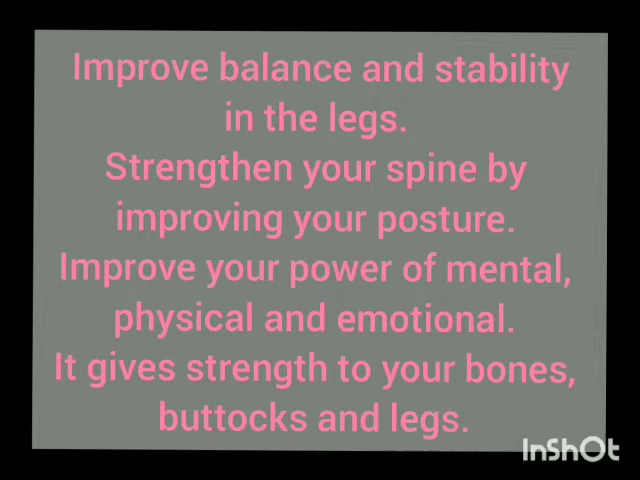 Improve balance and stability
in the legs.
Strengthen your spine by
improving your posture.
Improve your power of mental,
physical and emotional.
It gives strength to your bones,
buttocks and legs.
InShOt